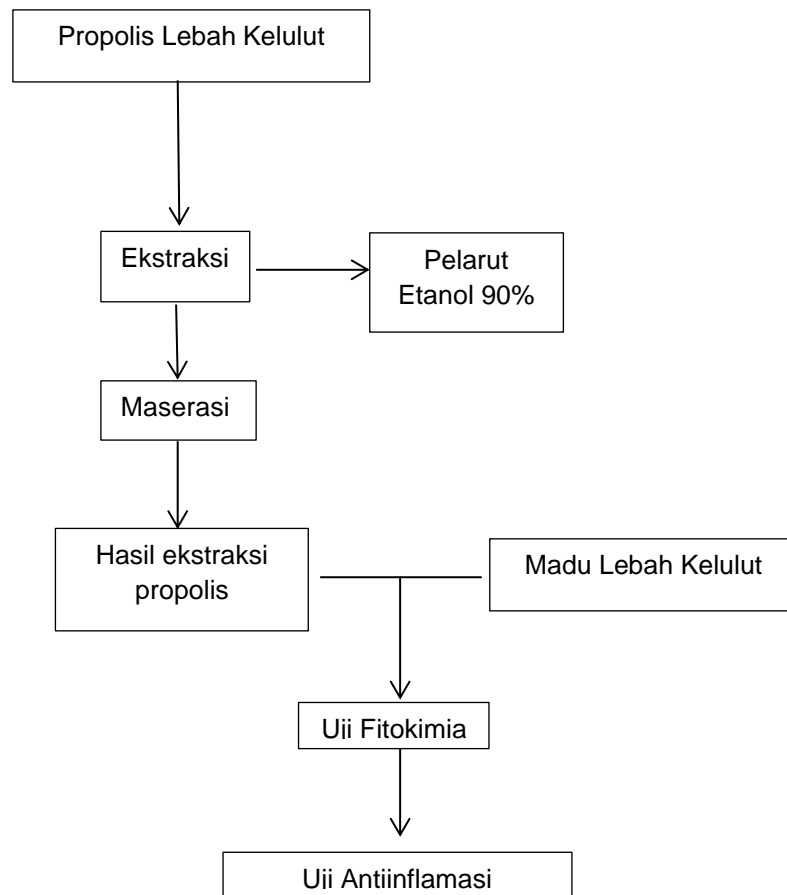 Propolis Lebah Kelulut
Ekstraksi
Pelarut
Etanol 90%
Maserasi
Hasil ekstraksi
propolis
Madu Lebah Kelulut
Uji Fitokimia
Uji Antiinflamasi